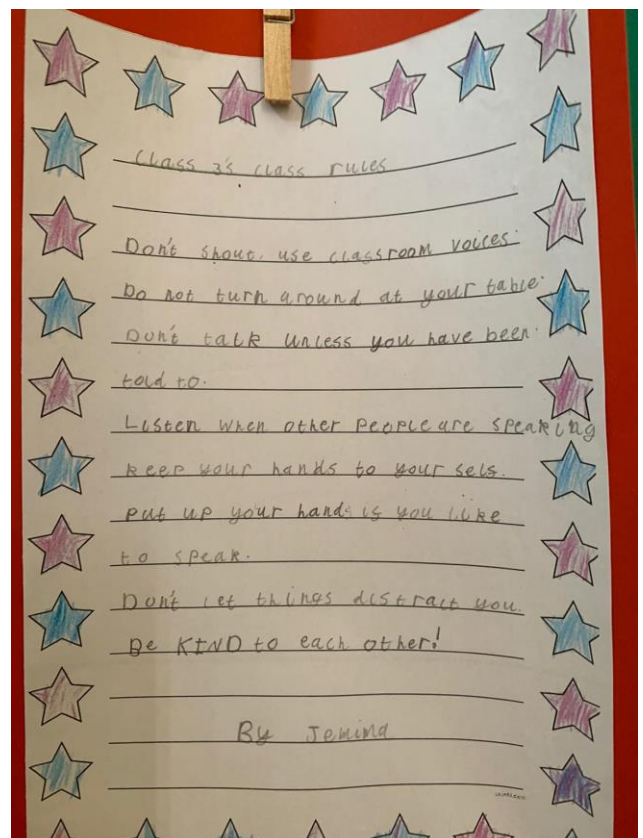 Class 3's class rules
Don't shout, use classroom voices.
Do not turn around at your table.
Don't talk unless you have been.
told to.
Listen when other people are speaking
keep your hands to your sels.
Put up your hands is you like
to speak.
Don't let things distract you.
Be KIND to each other!
By Jemima